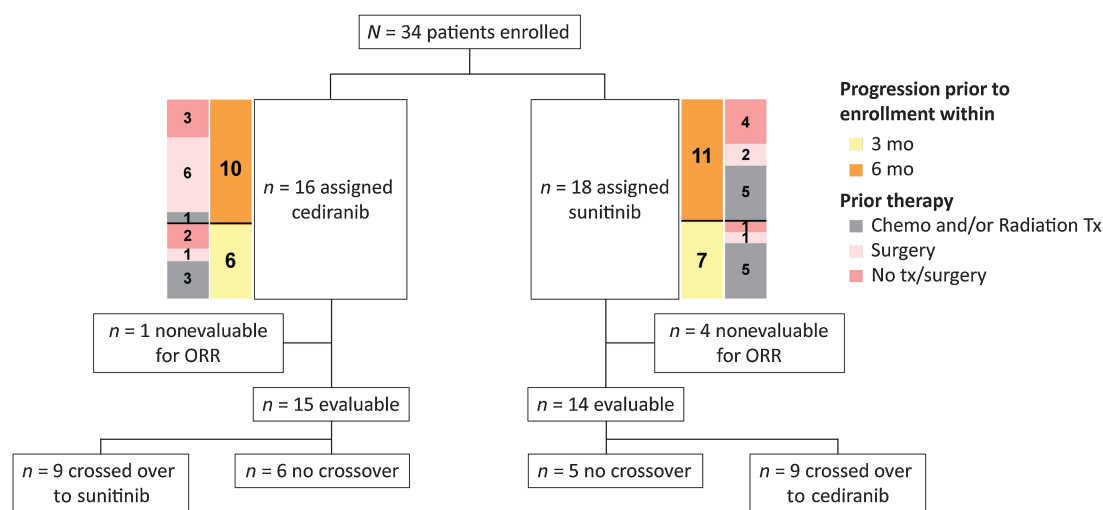 N = 34 patients enrolled
3
6
1
2
1
3
10
6
n = 16 assigned
cediranib
n = 18 assigned
sunitinib
11
7
4
2
5
1
1
5
Progression prior to
enrollment within
3 mo
6 mo
Prior therapy
Chemo and/or Radiation Tx
Surgery
No tx/surgery
n = 1 nonevaluable
for ORR
n = 4 nonevaluable
for ORR
n = 15 evaluable
n = 14 evaluable
n = 9 crossed over
to sunitinib
n = 6 no crossover
n = 5 no crossover
n = 9 crossed over
to cediranib